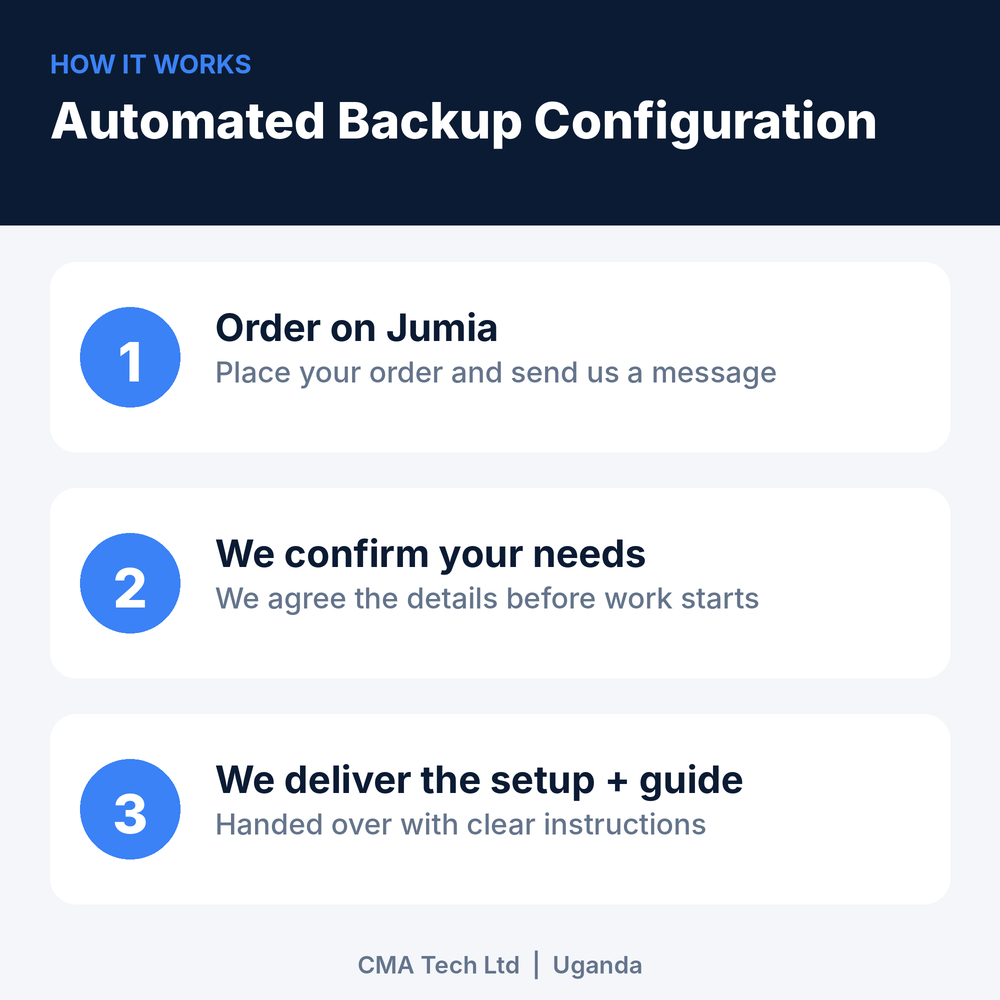 HOW IT WORKS
Automated Backup Configuration
1
Order on Jumia
Place your order and send us a message
2
We confirm your needs
We agree the details before work starts
3
We deliver the setup + guide
Handed over with clear instructions
CMA Tech Ltd | Uganda